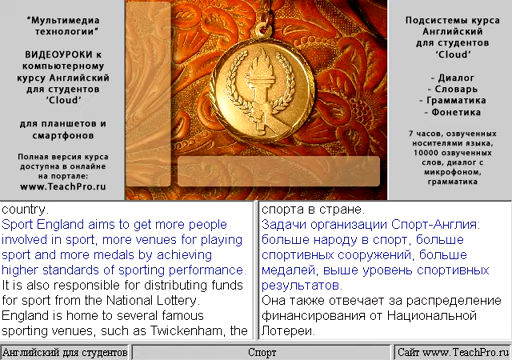 "Мультимедиа
технологии"
ВИДЕОУРОКИ к
компьютерному
курсу Английский
для студентов
'Cloud'
для планшетов и
смартфонов
Полная версия курса
доступна в онлайне
на портале:
www.TeachPro.ru
Подсистемы курса
Английский
для студентов
'Cloud'
- Диалог
- Словарь
- Грамматика
- Фонетика
7 часов, озвученных
носителями языка,
10000 озвученных
слов, диалог с
микрофоном,
грамматика
country.
Sport England aims to get more people
involved in sport, more venues for playing
sport and more medals by achieving
higher standards of sporting performance.
It is also responsible for distributing funds
for sport from the National Lottery.
England is home to several famous
sporting venues, such as Twickenham, the
спорта в стране.
Задачи организации Спорт-Англия:
больше народу в спорт, больше
спортивных сооружений, больше
медалей, выше уровень спортивных
результатов.
Она также отвечает за распределение
финансирования от Национальной
Лотереи.
Английский для студентов
Спорт
Сайт www.TeachPro.ru